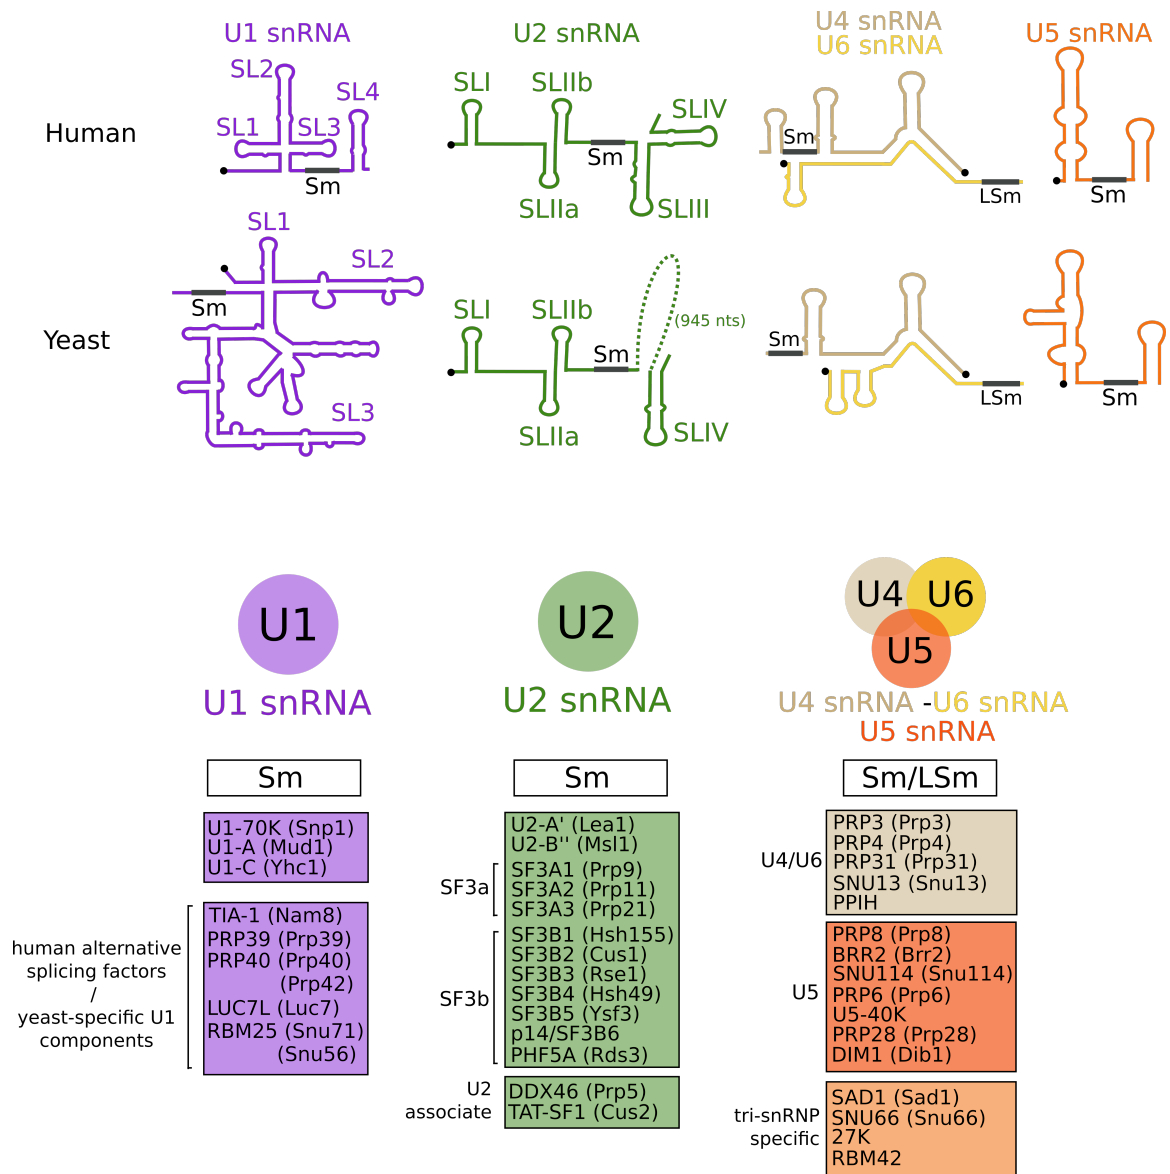 U1 snRNA
U2 snRNA
U4 snRNA
U6 snRNA
U5 snRNA
Human
SL2
SL4
SL1
SL3
Sm
SLI
SLIIb
SLIV
Sm
SLIIa
SLIII
Sm
LSm
Sm
Yeast
SL1
SL2
Sm
SL3
SLI
SLIIb
(945 nts)
Sm
SLIIa
SLIV
Sm
LSm
Sm
U1
U1 snRNA
Sm
U1-70K (Snp1)
U1-A (Mud1)
U1-C (Yhc1)
human alternative
splicing factors
/
yeast-specific U1
components
TIA-1 (Nam8)
PRP39 (Prp39)
PRP40 (Prp40)
(Prp42)
LUC7L (Luc7)
RBM25 (Snu71)
(Snu56)
U2
U2 snRNA
Sm
U2-A' (Lea1)
U2-B'' (Msl1)
SF3a
SF3A1 (Prp9)
SF3A2 (Prp11)
SF3A3 (Prp21)
SF3b
SF3B1 (Hsh155)
SF3B2 (Cus1)
SF3B3 (Rse1)
SF3B4 (Hsh49)
SF3B5 (Ysf3)
p14/SF3B6
PHF5A (Rds3)
U2
associate
DDX46 (Prp5)
TAT-SF1 (Cus2)
U4 U6
U5
U4 snRNA -U6 snRNA
U5 snRNA
Sm/LSm
U4/U6
PRP3 (Prp3)
PRP4 (Prp4)
PRP31 (Prp31)
SNU13 (Snu13)
PPIH
U5
PRP8 (Prp8)
BRR2 (Brr2)
SNU114 (Snu114)
PRP6 (Prp6)
U5-40K
PRP28 (Prp28)
DIM1 (Dib1)
tri-snRNP
specific
SAD1 (Sad1)
SNU66 (Snu66)
27K
RBM42